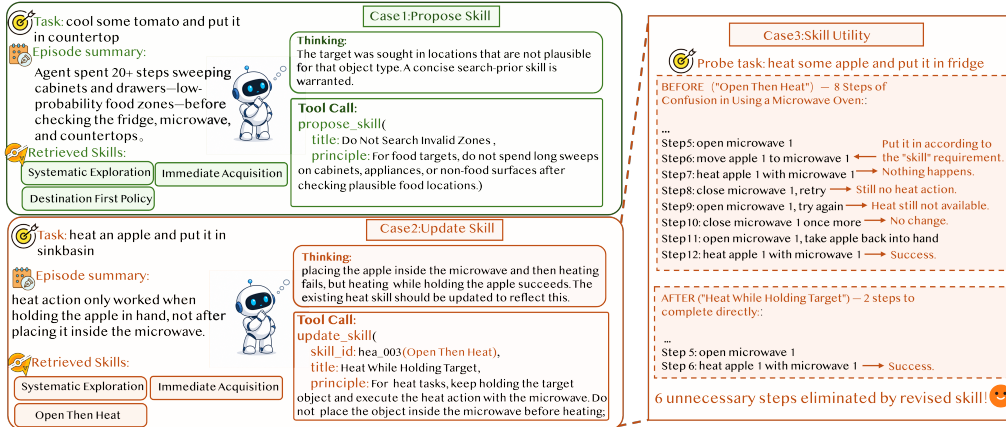 Case1:Propose Skill
Task: cool some tomato and put it
in countertop
Episode summary:
Agent spent 20+ steps sweeping
cabinets and drawers—low-
probability food zones—before
checking the fridge, microwave,
and countertops。
Retrieved Skills:
Systematic Exploration
Immediate Acquisition
Destination First Policy
Thinking:
The target was sought in locations that are not plausible
for that object type. A concise search-prior skill is
warranted.
Tool Call:
propose_skill(
title: Do Not Search Invalid Zones ,
principle: For food targets, do not spend long sweeps
on cabinets, appliances, or non-food surfaces after
checking plausible food locations.)
Case2:Update Skill
Task: heat an apple and put it in
sinkbasin
Episode summary:
heat action only worked when
holding the apple in hand, not after
placing it inside the microwave.
Retrieved Skills:
Systematic Exploration
Immediate Acquisition
Open Then Heat
Thinking:
placing the apple inside the microwave and then heating
fails, but heating while holding the apple succeeds. The
existing heat skill should be updated to reflect this.
Tool Call:
update_skill(
skill_id: hea_003(Open Then Heat),
title: Heat While Holding Target,
principle: For heat tasks, keep holding the target
object and execute the heat action with the microwave. Do
not place the object inside the microwave before heating;
Case3:Skill Utility
Probe task: heat some apple and put it in fridge
BEFORE ("Open Then Heat") — 8 Steps of
Confusion in Using a Microwave Oven::
...
Step5: open microwave 1
Step6: move apple 1 to microwave 1
Put it in according to
the "skill" requirement.
Step7: heat apple 1 with microwave 1
Nothing happens.
Step8: close microwave 1, retry
Still no heat action.
Step9: open microwave 1, try again
Heat still not available.
Step10: close microwave 1 once more
No change.
Step11: open microwave 1, take apple back into hand
Step12: heat apple 1 with microwave 1
Success.
AFTER ("Heat While Holding Target") — 2 steps to
complete directly::
...
Step 5: open microwave 1
Step 6: heat apple 1 with microwave 1
Success.
6 unnecessary steps eliminated by revised skill!